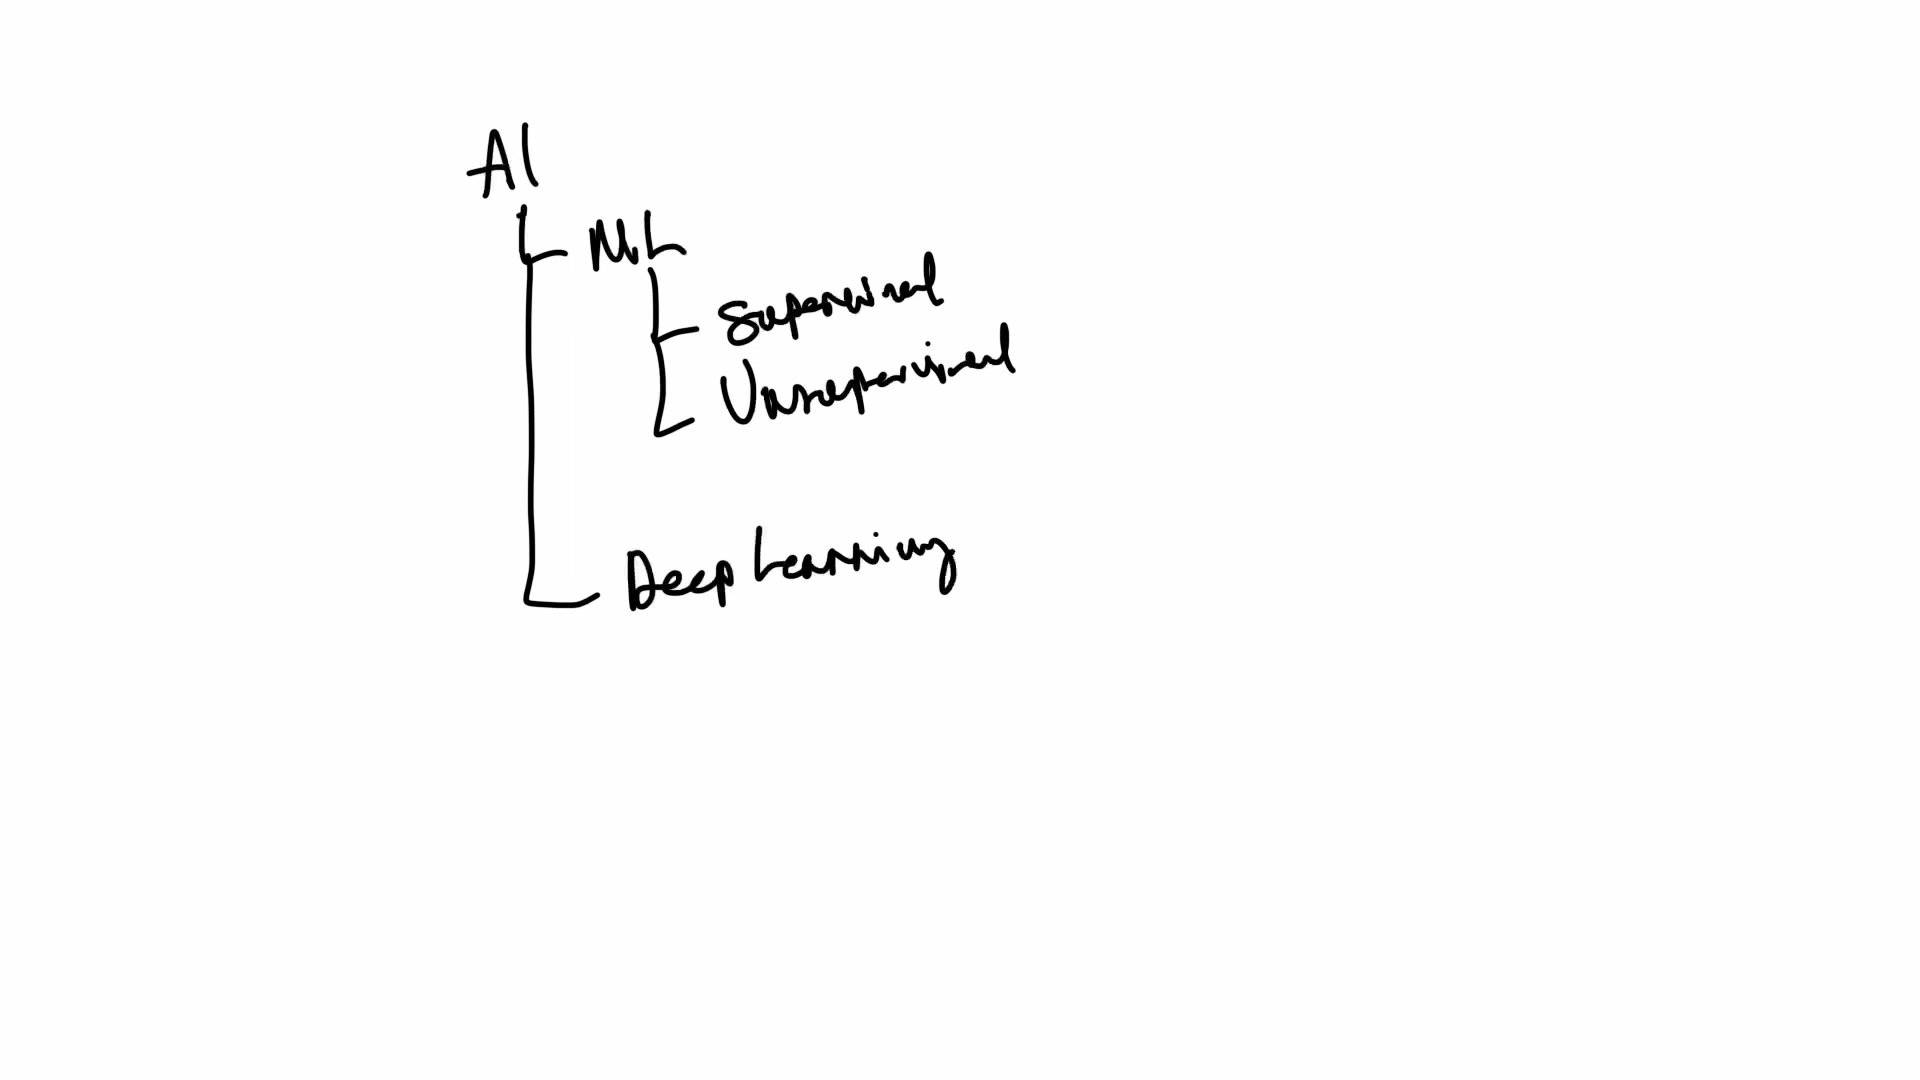 AI
ML
Supervised
Unsupervised
Deep Learning